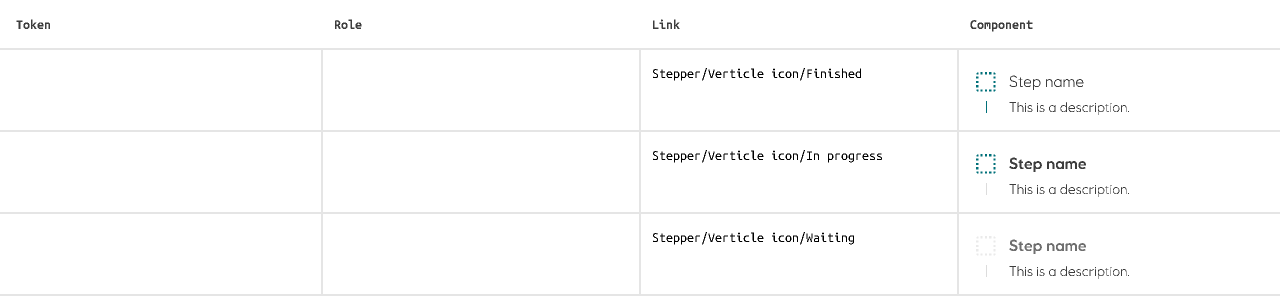 Token Role Link Component
Stepper/Verticle icon/Finished
Step name
This is a description.
Stepper/Verticle icon/In progress
Step name
This is a description.
Stepper/Verticle icon/Waiting
Step name
This is a description.